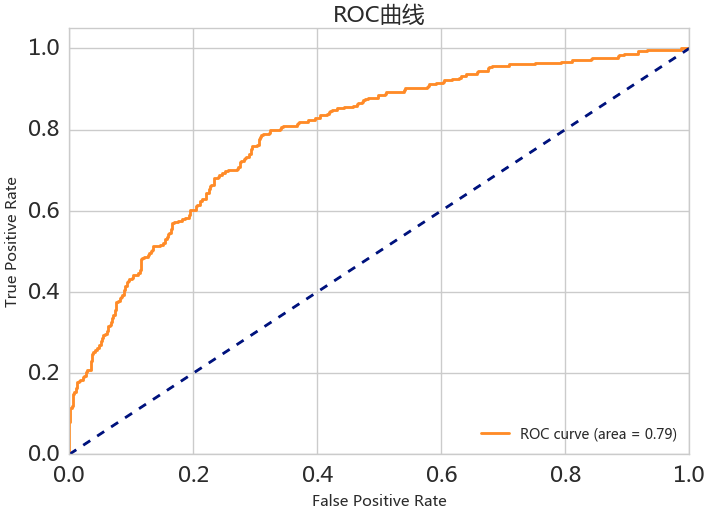 ROC曲线
True Positive Rate
1.0
0.8
0.6
0.4
0.2
0.0
ROC curve (area = 0.79)
0.0 0.2 0.4 0.6 0.8 1.0
False Positive Rate